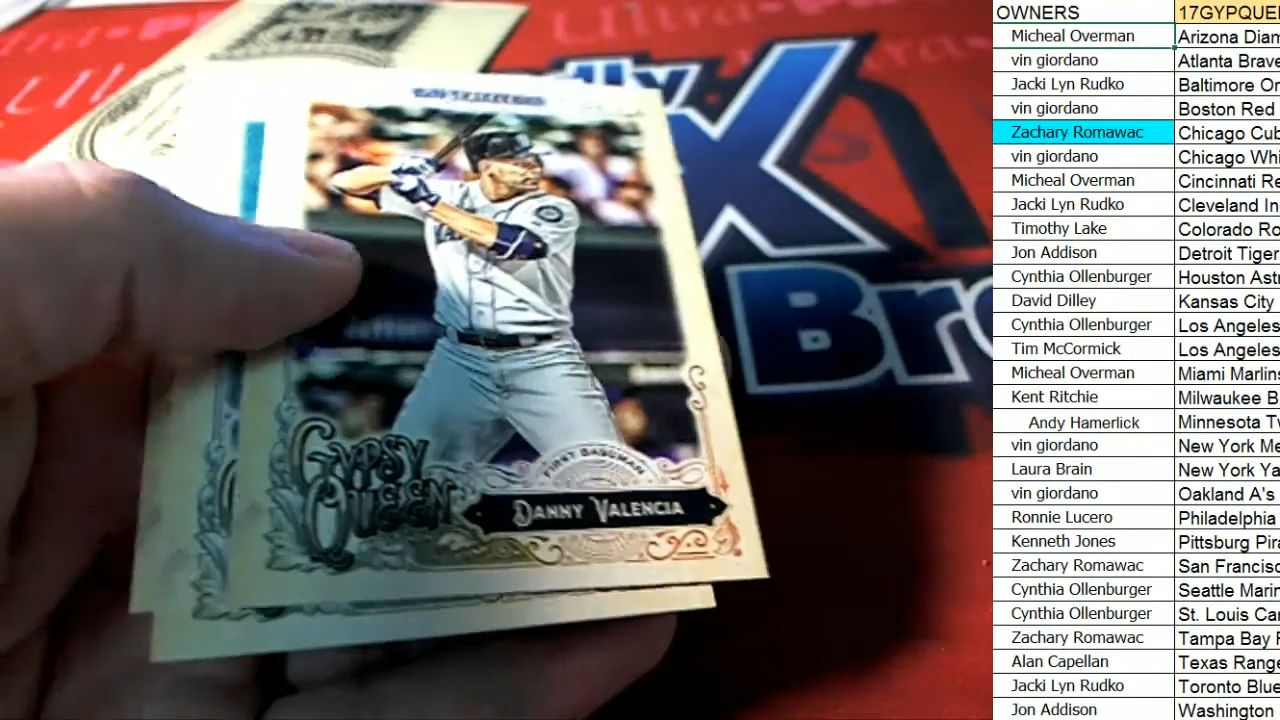 Ultra-PRO
Ultra
Br
GYPSY
QUEEN
FIRST BASEMAN
DANNY VALENCIA
OWNERS 17GYPQUE
Micheal Overman Arizona Diam
vin giordano Atlanta Brave
Jacki Lyn Rudko Baltimore Or
vin giordano Boston Red
Zachary Romawac Chicago Cub
vin giordano Chicago Whi
Micheal Overman Cincinnati Re
Jacki Lyn Rudko Cleveland In
Timothy Lake Colorado Ro
Jon Addison Detroit Tiger
Cynthia Ollenburger Houston Astr
David Dilley Kansas City
Cynthia Ollenburger Los Angeles
Tim McCormick Los Angeles
Micheal Overman Miami Marlins
Kent Ritchie Milwaukee B
Andy Hamerlick Minnesota Tw
vin giordano New York Me
Laura Brain New York Ya
vin giordano Oakland A's
Ronnie Lucero Philadelphia
Kenneth Jones Pittsburg Pira
Zachary Romawac San Francisc
Cynthia Ollenburger Seattle Marin
Cynthia Ollenburger St. Louis Car
Zachary Romawac Tampa Bay R
Alan Capellan Texas Range
Jacki Lyn Rudko Toronto Blue
Jon Addison Washington